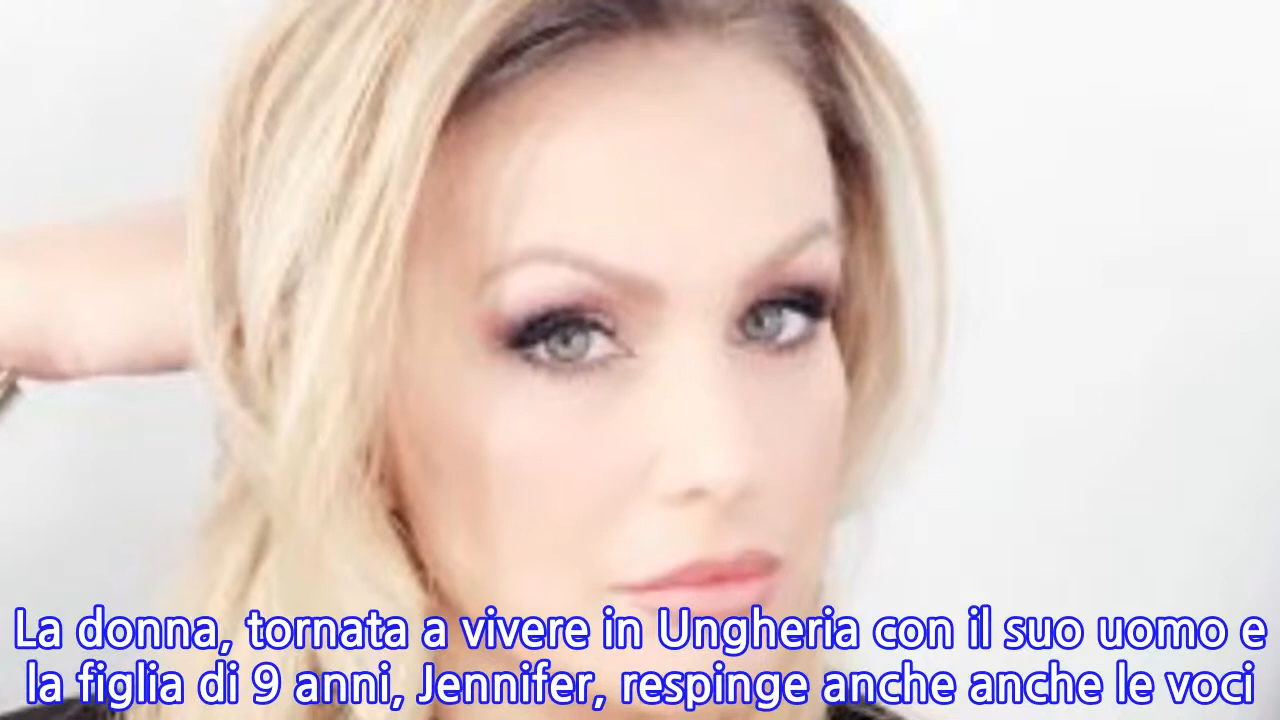 La donna, tornata a vivere in Ungheria con il suo uomo e
la figlia di 9 anni, Jennifer, respinge anche anche le voci